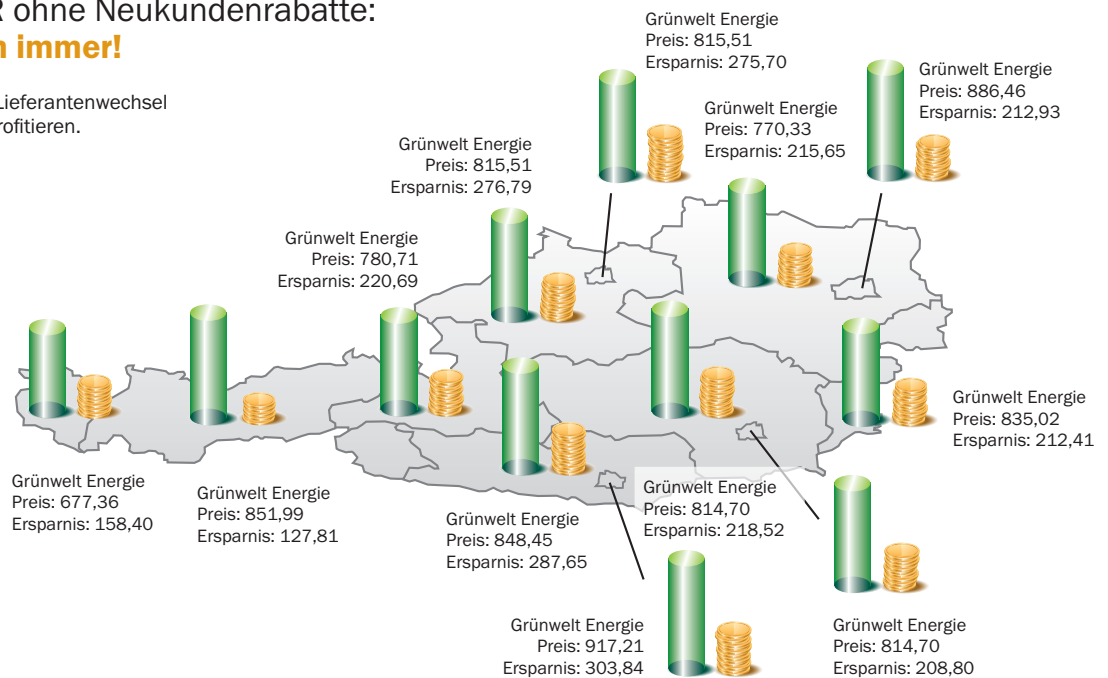 R ohne Neukundenrabatte:
immer!
Lieferantenwechsel
rofitieren.
Grünwelt Energie
Preis: 815,51
Ersparnis: 275,70
Grünwelt Energie
Preis: 886,46
Ersparnis: 212,93
Grünwelt Energie
Preis: 770,33
Ersparnis: 215,65
Grünwelt Energie
Preis: 815,51
Ersparnis: 276,79
Grünwelt Energie
Preis: 780,71
Ersparnis: 220,69
Grünwelt Energie
Preis: 835,02
Ersparnis: 212,41
Grünwelt Energie
Preis: 677,36
Ersparnis: 158,40
Grünwelt Energie
Preis: 851,99
Ersparnis: 127,81
Grünwelt Energie
Preis: 848,45
Ersparnis: 287,65
Grünwelt Energie
Preis: 814,70
Ersparnis: 218,52
Grünwelt Energie
Preis: 917,21
Ersparnis: 303,84
Grünwelt Energie
Preis: 814,70
Ersparnis: 208,80